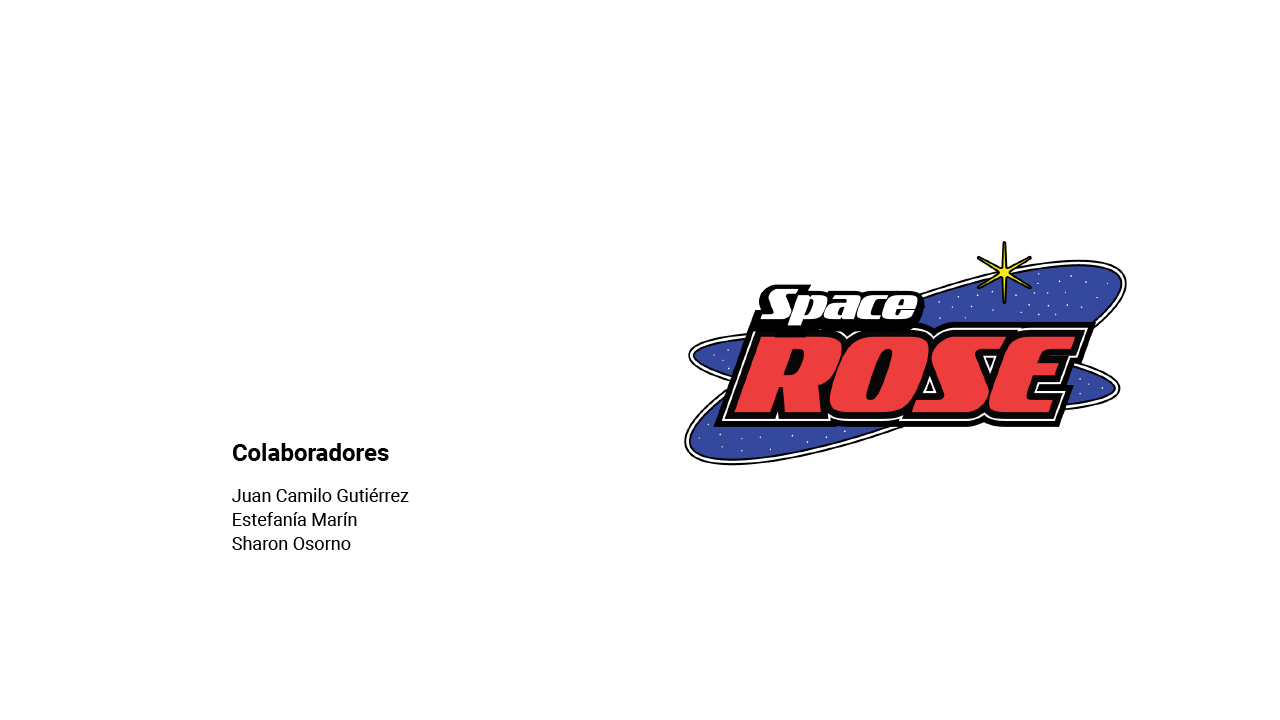 Space
ROSE
Colaboradores
Juan Camilo Gutiérrez
Estefanía Marín
Sharon Osorno